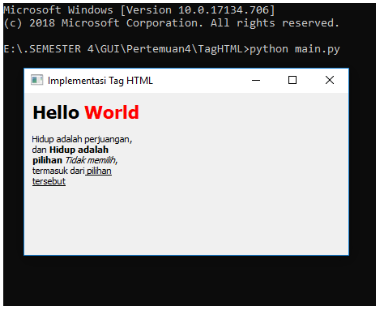 Microsoft Windows [Version 10.0.17134.706]
(c) 2018 Microsoft Corporation. All rights reserved.
E:\.SEMESTER 4\GUI\Pertemuan4\TagHTML>python main.py
Implementasi Tag HTML
Hello World
Hidup adalah perjuangan,
dan Hidup adalah
pilihan Tidak memilih,
termasuk dari pilihan
tersebut